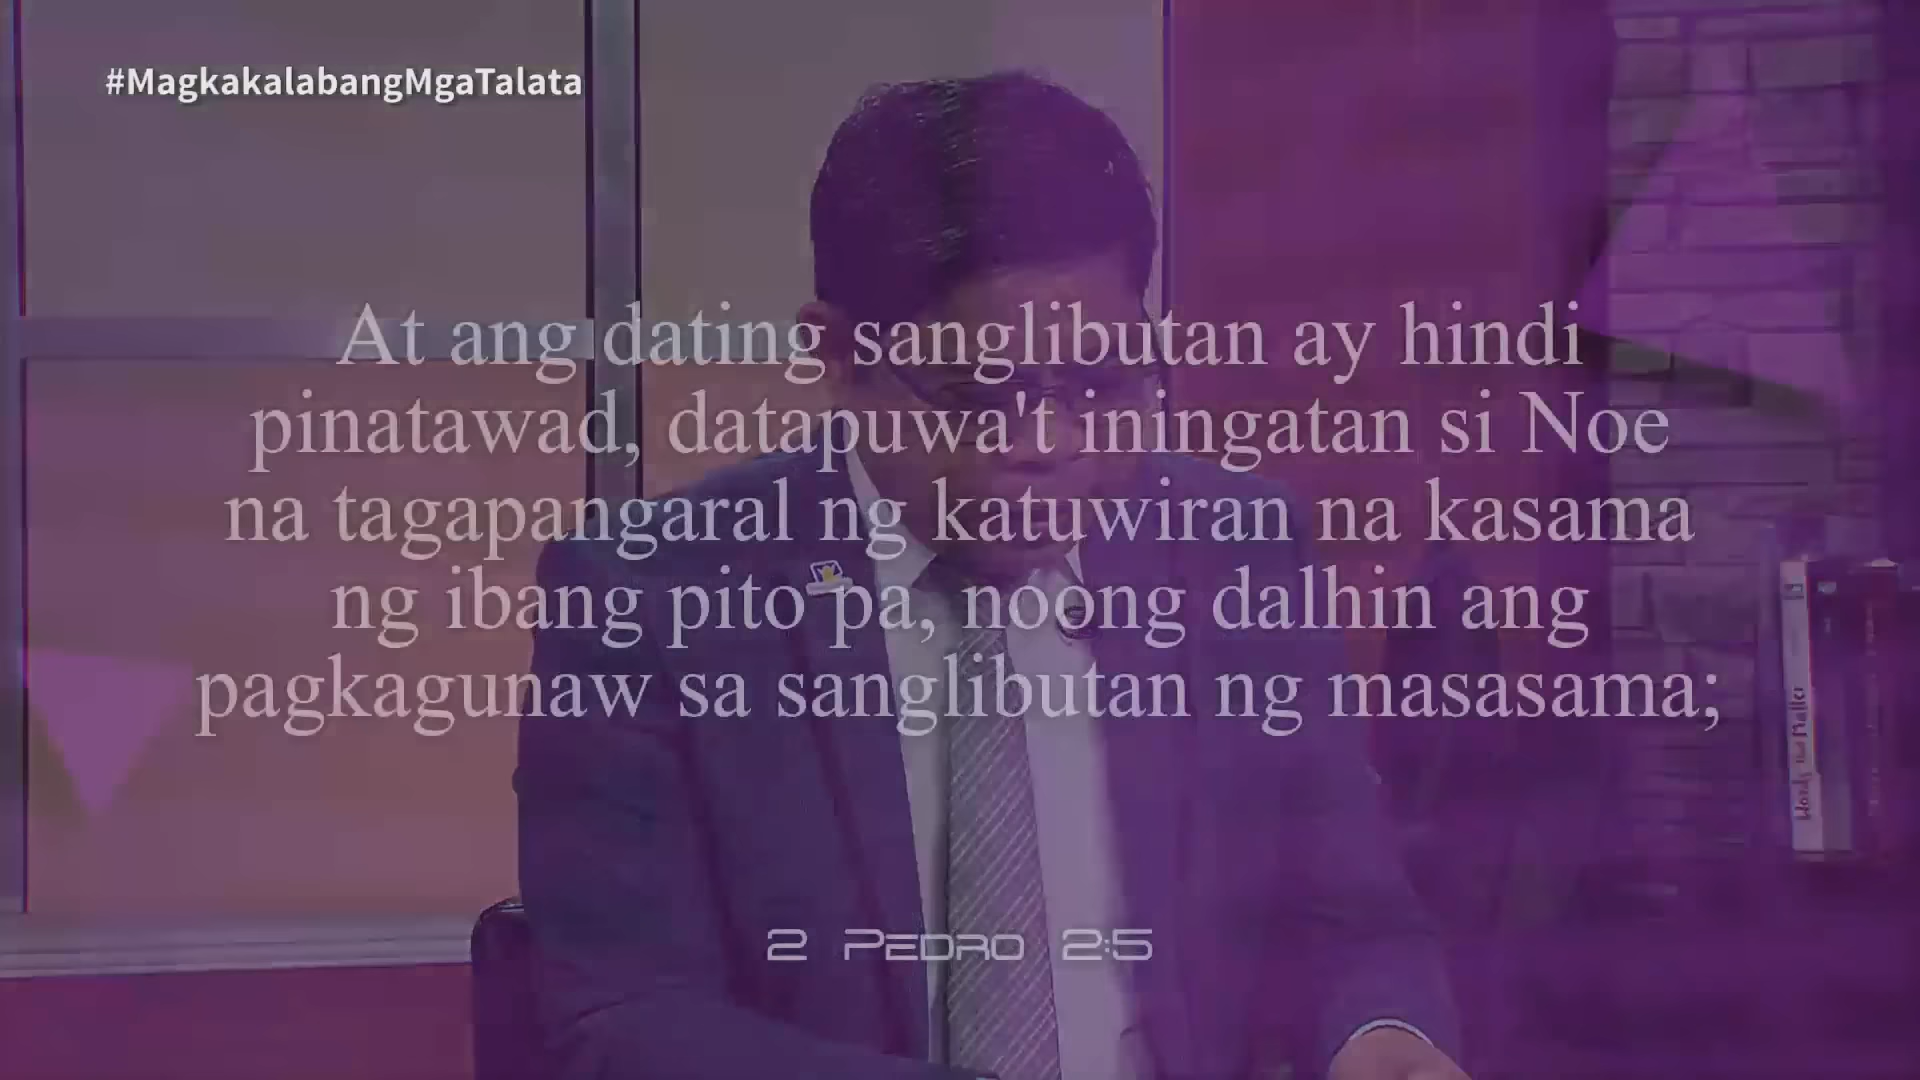 #MagkakalabangMgaTalata
At ang dating sanglibutan ay hindi
pinatawad, datapuwa't iningatan si Noe
na tagapangaral ng katuwiran na kasama
ng ibang pito pa, noong dalhin ang
pagkagunaw sa sanglibutan ng masasama;
2 Pedro 2:5